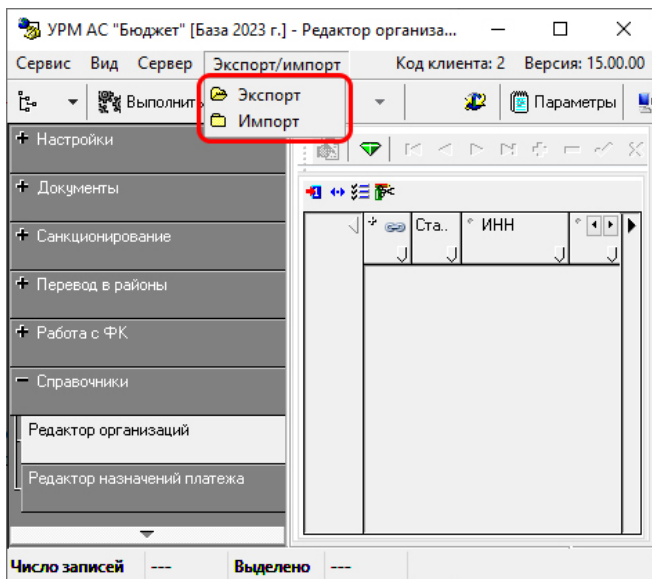 УРМ АС "Бюджет" [База 2023 г.] - Редактор организа...
Сервис Вид Сервер Экспорт/импорт Код клиента: 2 Версия: 15.00.00
Экспорт
Импорт
Параметры
Настройки
Документы
Санкционирование
Перевод в районы
Работа с ФК
Справочники
Редактор организаций
Редактор назначений платежа
Ста.. ИНН
Число записей --- Выделено ---